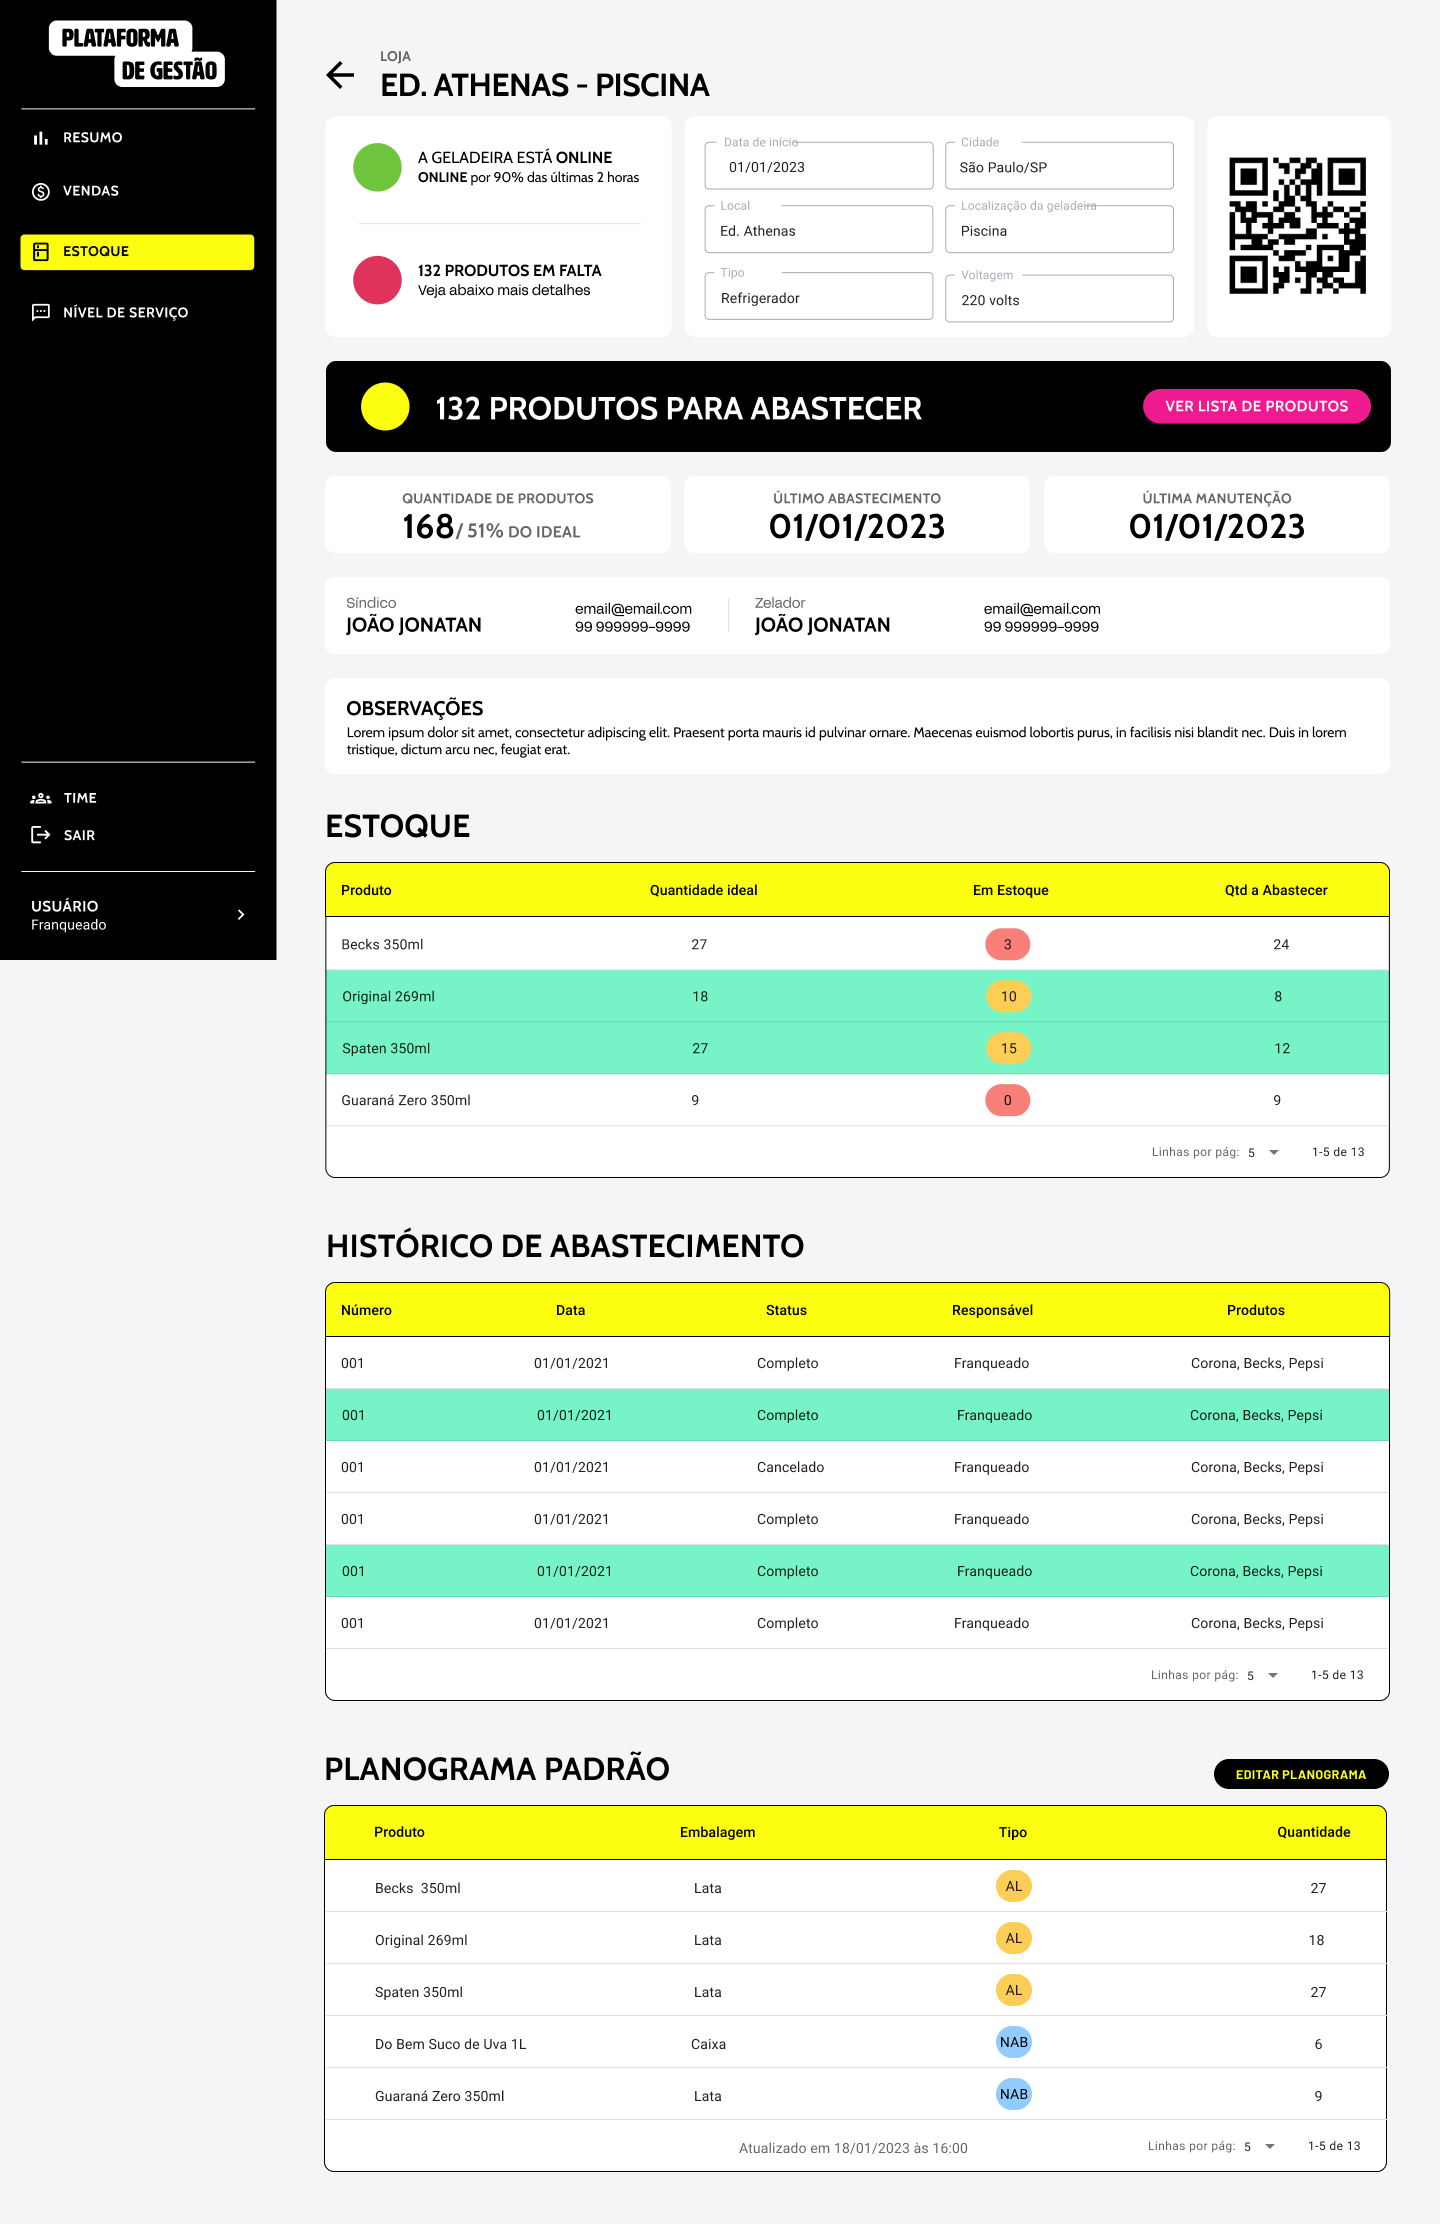 PLATAFORMA
DE GESTÃO
RESUMO
VENDAS
ESTOQUE
NÍVEL DE SERVIÇO
TIME
SAIR
USUÁRIO
Franqueado
LOJA
ED. ATHENAS - PISCINA
A GELADEIRA ESTÁ ONLINE
ONLINE por 90% das últimas 2 horas
132 PRODUTOS EM FALTA
Veja abaixo mais detalhes
Data de início
01/01/2023
Cidade
São Paulo/SP
Local
Ed. Athenas
Localização da geladeira
Piscina
Tipo
Refrigerador
Voltagem
220 volts
132 PRODUTOS PARA ABASTECER
VER LISTA DE PRODUTOS
QUANTIDADE DE PRODUTOS
168/ 51% DO IDEAL
ÚLTIMO ABASTECIMENTO
01/01/2023
ÚLTIMA MANUTENÇÃO
01/01/2023
Síndico
JOÃO JONATAN
email@email.com
99 999999-9999
Zelador
JOÃO JONATAN
email@email.com
99 999999-9999
OBSERVAÇÕES
Lorem ipsum dolor sit amet, consectetur adipiscing elit. Praesent porta mauris id pulvinar ornare. Maecenas euismod lobortis purus, in facilisis nisi blandit nec. Duis in lorem
tristique, dictum arcu nec, feugiat erat.
ESTOQUE
Produto Quantidade ideal Em Estoque Qtd a Abastecer
Becks 350ml 27 3 24
Original 269ml 18 10 8
Spaten 350ml 27 15 12
Guaraná Zero 350ml 9 0 9
Linhas por pág: 5 1-5 de 13
HISTÓRICO DE ABASTECIMENTO
Número Data Status Responsável Produtos
001 01/01/2021 Completo Franqueado Corona, Becks, Pepsi
001 01/01/2021 Completo Franqueado Corona, Becks, Pepsi
001 01/01/2021 Cancelado Franqueado Corona, Becks, Pepsi
001 01/01/2021 Completo Franqueado Corona, Becks, Pepsi
001 01/01/2021 Completo Franqueado Corona, Becks, Pepsi
001 01/01/2021 Completo Franqueado Corona, Becks, Pepsi
Linhas por pág: 5 1-5 de 13
PLANOGRAMA PADRÃO
EDITAR PLANOGRAMA
Produto Embalagem Tipo Quantidade
Becks 350ml Lata AL 27
Original 269ml Lata AL 18
Spaten 350ml Lata AL 27
Do Bem Suco de Uva 1L Caixa NAB 6
Guaraná Zero 350ml Lata NAB 9
Atualizado em 18/01/2023 às 16:00 Linhas por pág: 5 1-5 de 13